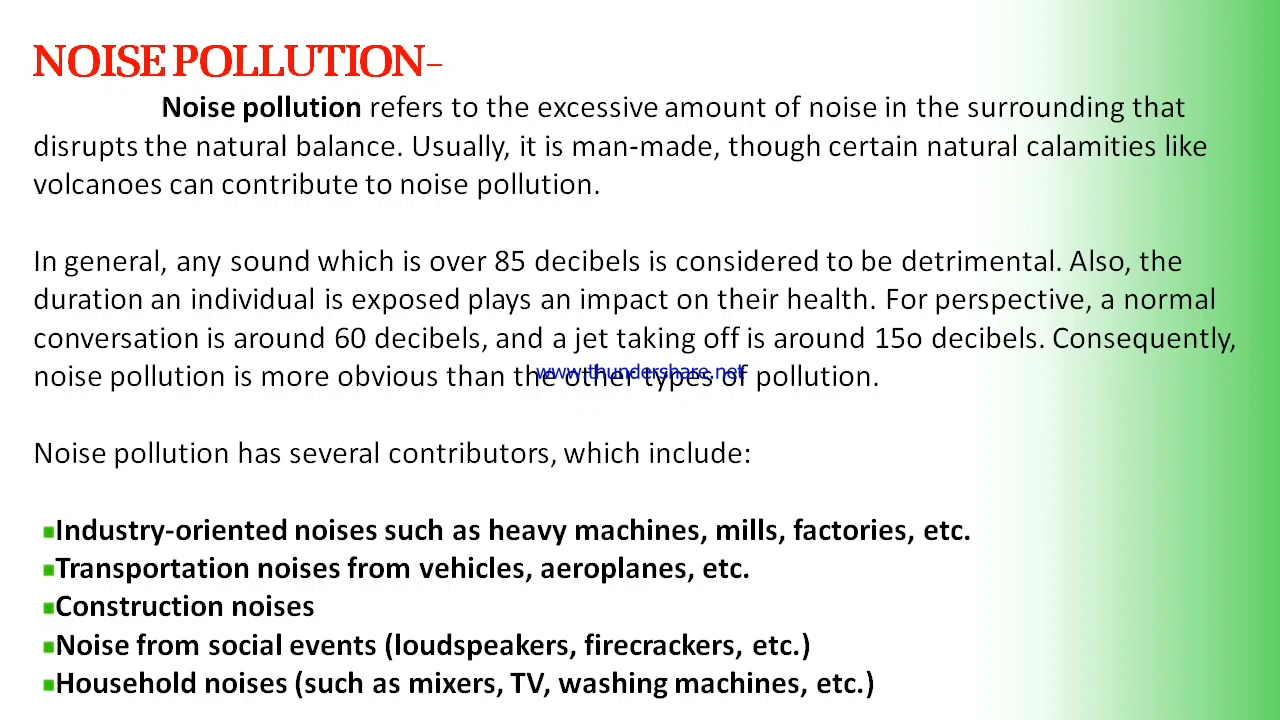 NOISE POLLUTION–
Noise pollution refers to the excessive amount of noise in the surrounding that
disrupts the natural balance. Usually, it is man-made, though certain natural calamities like
volcanoes can contribute to noise pollution.
In general, any sound which is over 85 decibels is considered to be detrimental. Also, the
duration an individual is exposed plays an impact on their health. For perspective, a normal
conversation is around 60 decibels, and a jet taking off is around 15o decibels. Consequently,
noise pollution is more obvious than the other types of pollution.
www.thundershare.net
Noise pollution has several contributors, which include:
Industry-oriented noises such as heavy machines, mills, factories, etc.
Transportation noises from vehicles, aeroplanes, etc.
Construction noises
Noise from social events (loudspeakers, firecrackers, etc.)
Household noises (such as mixers, TV, washing machines, etc.)